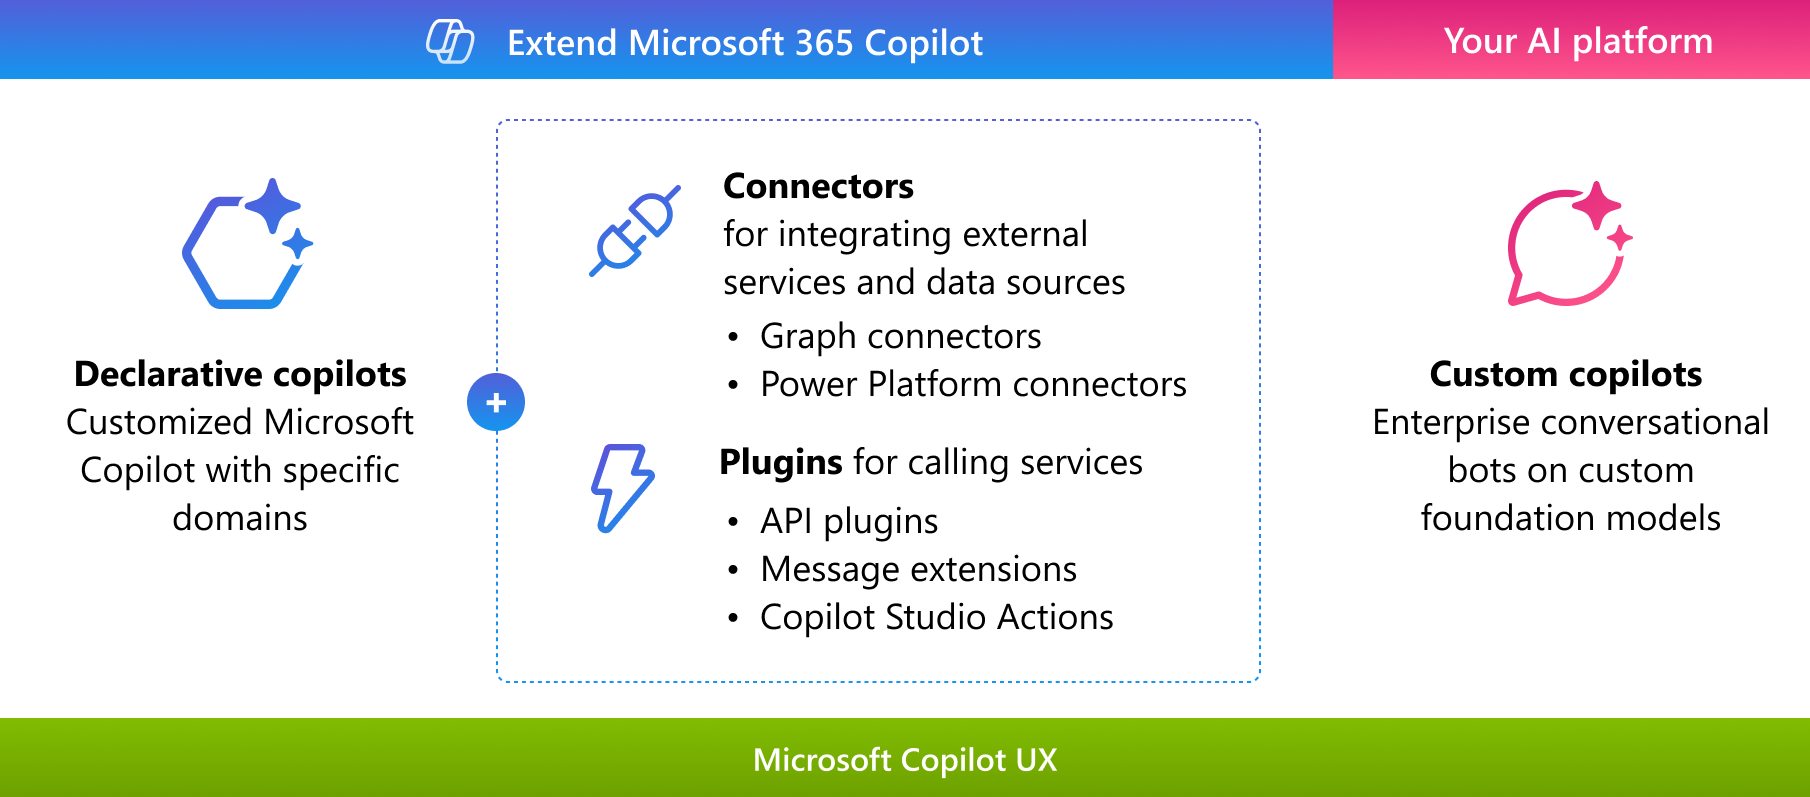 Extend Microsoft 365 Copilot
Your AI platform
Declarative copilots
Customized Microsoft
Copilot with specific
domains
+
Connectors
for integrating external
services and data sources
• Graph connectors
• Power Platform connectors
Plugins for calling services
• API plugins
• Message extensions
• Copilot Studio Actions
Custom copilots
Enterprise conversational
bots on custom
foundation models
Microsoft Copilot UX